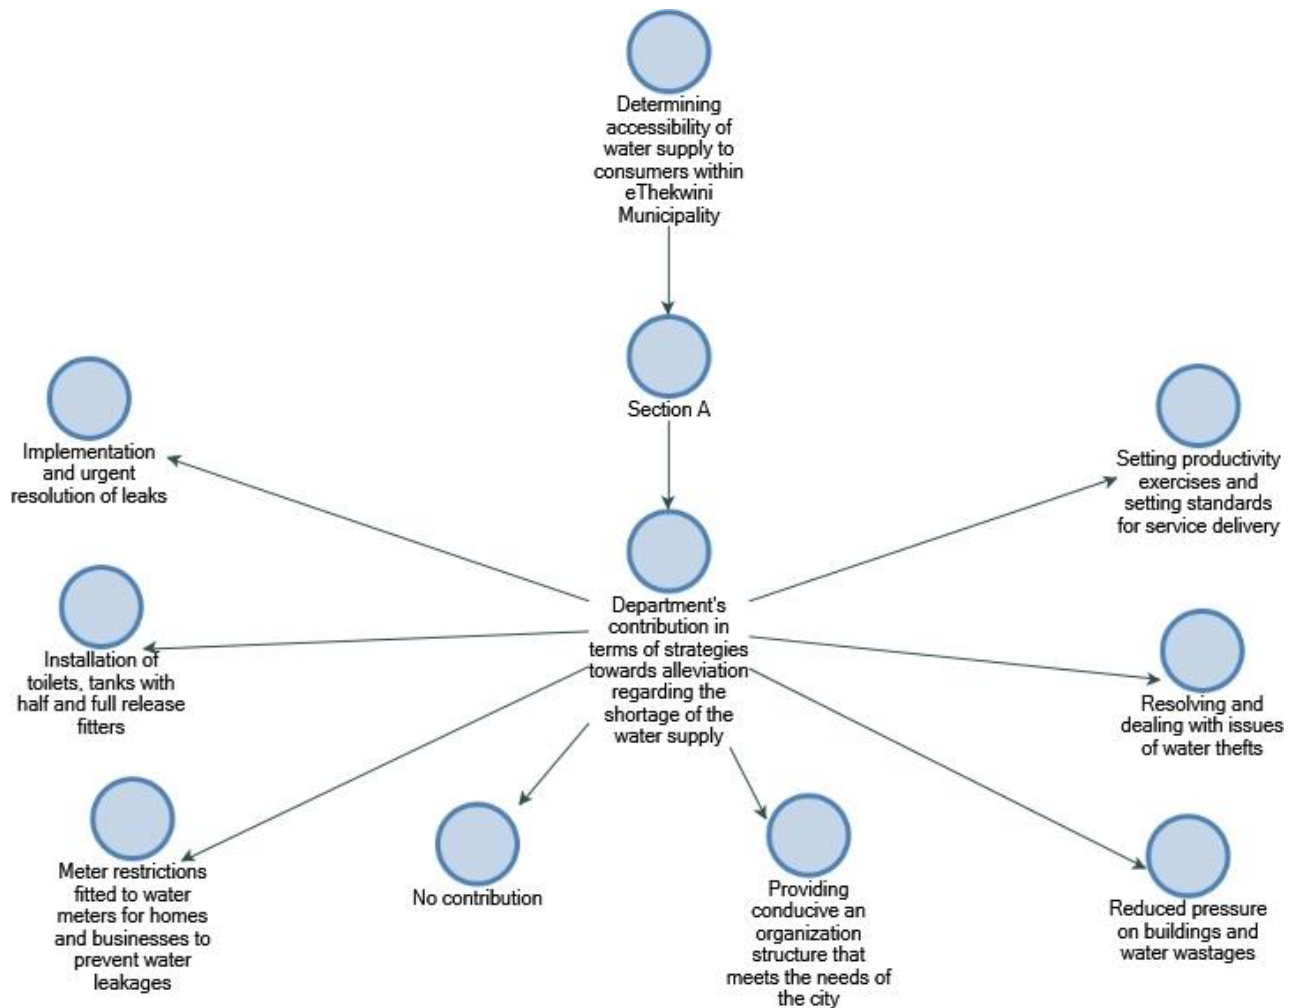 Determining
accessibility of
water supply to
consumers within
eThekwini
Municipality
Section A
Implementation
and urgent
resolution of leaks
Setting productivity
exercises and
setting standards
for service delivery
Department's
contribution in
terms of strategies
towards alleviation
regarding the
shortage of the
water supply
Installation of
toilets, tanks with
half and full release
fitters
Resolving and
dealing with issues
of water thefts
Meter restrictions
fitted to water
meters for homes
and businesses to
prevent water
leakages
No contribution
Providing
conducive an
organization
structure that
meets the needs of
the city
Reduced pressure
on buildings and
water wastages